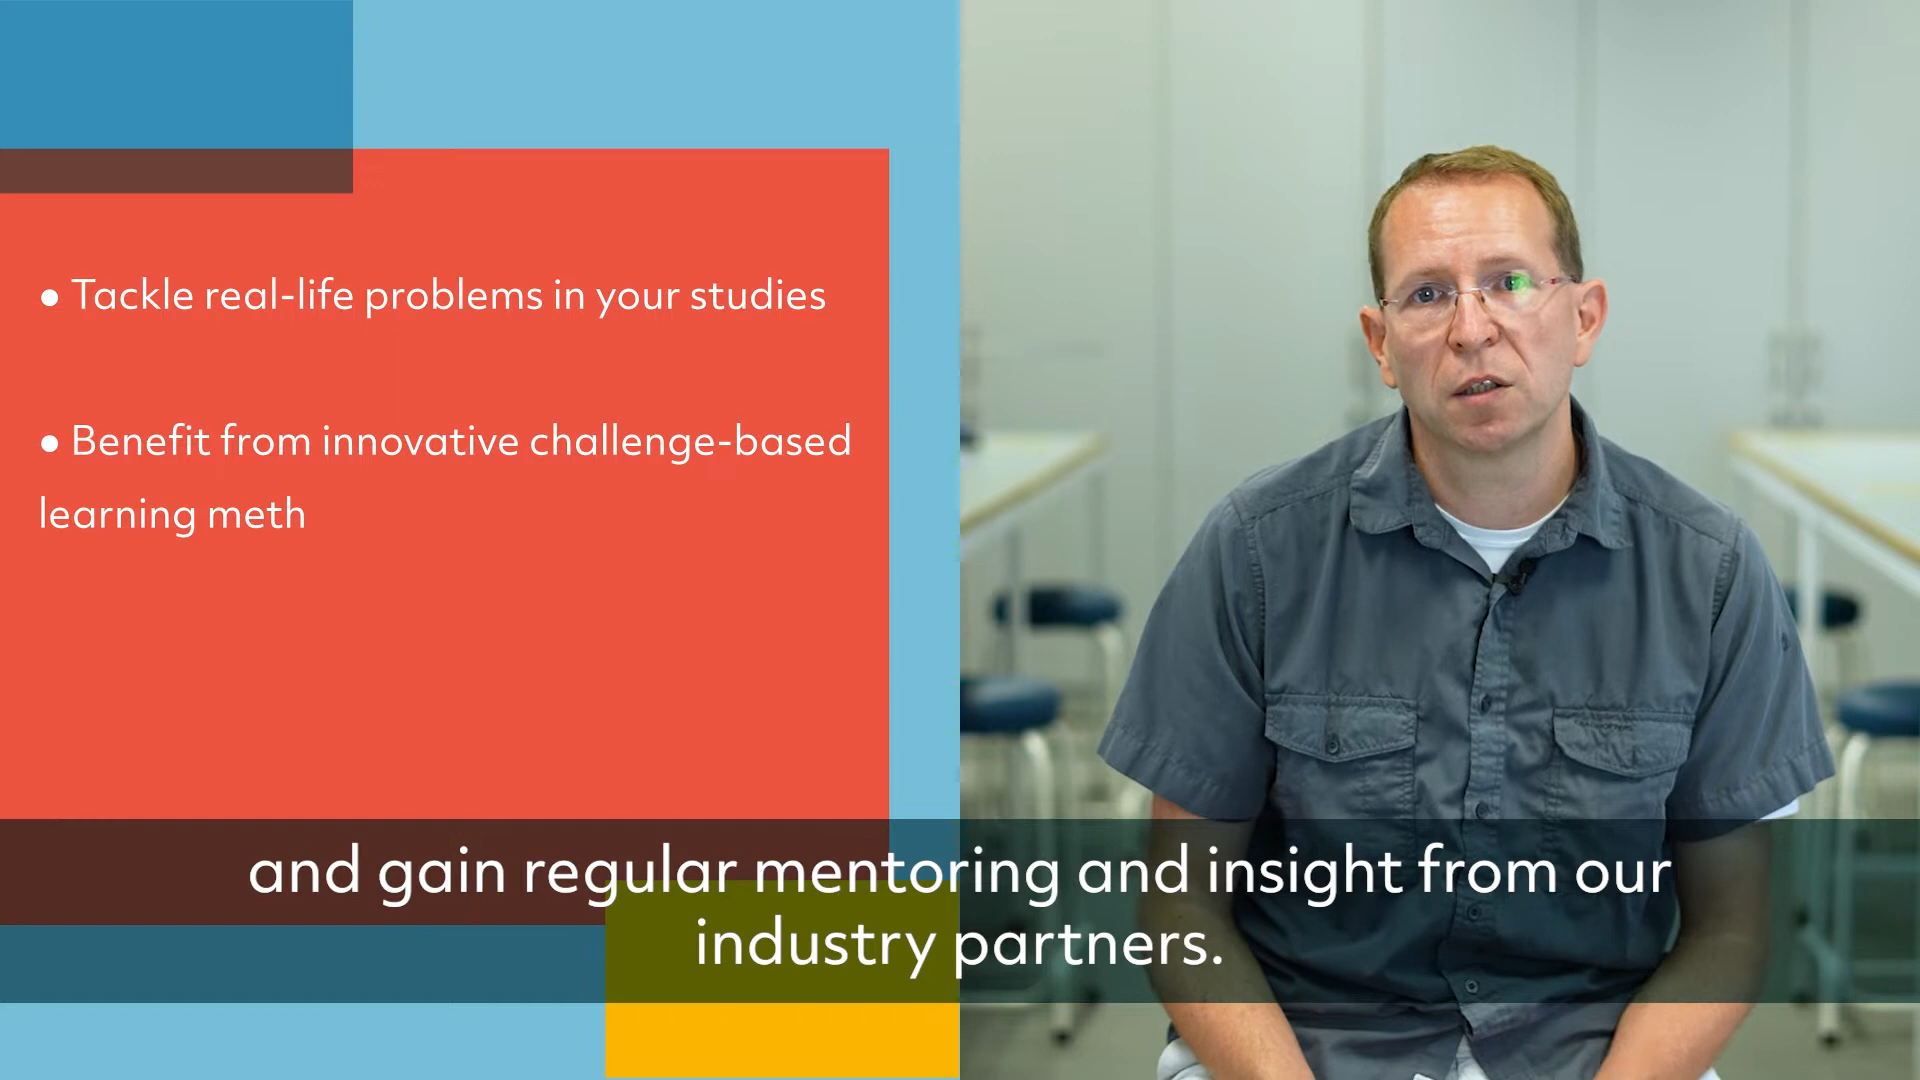 ● Tackle real-life problems in your studies
● Benefit from innovative challenge-based
learning meth
and gain regular mentoring and insight from our
industry partners.